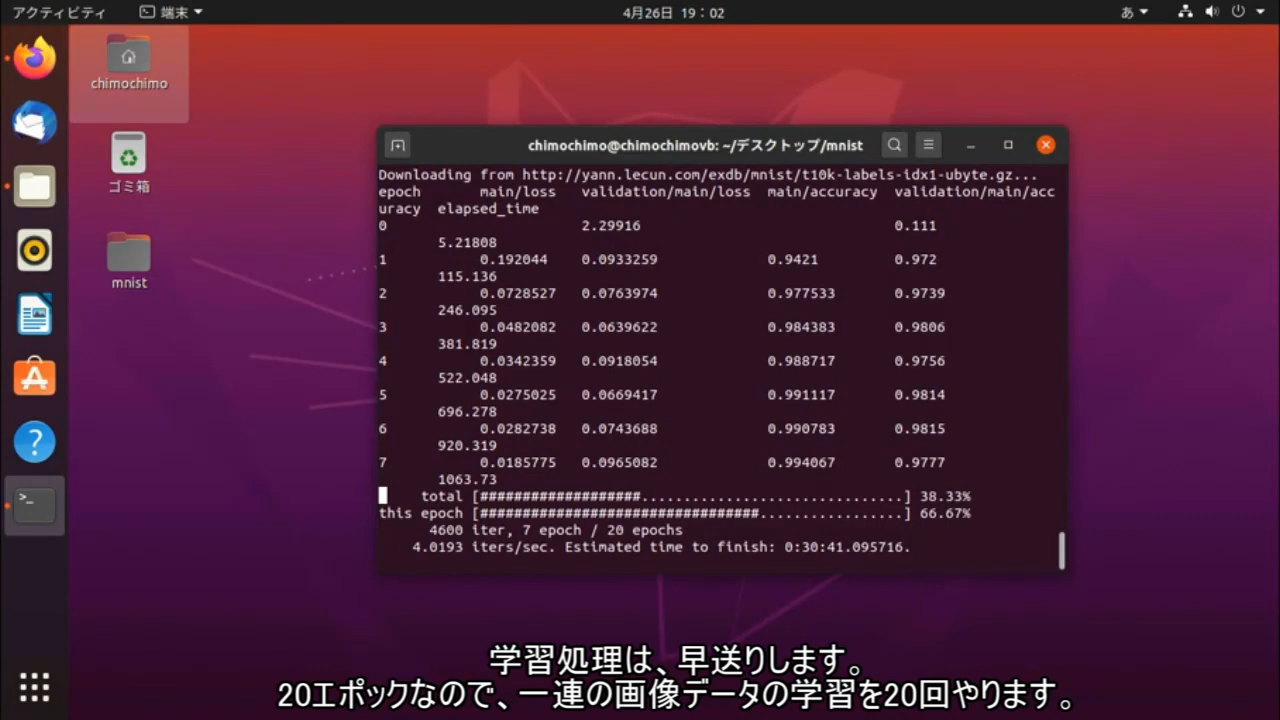 アクティビティ
端末
4月26日 19：02
あ
chimochimo
ゴミ箱
mnist
chimochimo@chimochimovb: ~/デスクトップ/mnist
Downloading from http://yann.lecun.com/exdb/mnist/t10k-labels-idx1-ubyte.gz...
epoch main/loss validation/main/loss main/accuracy validation/main/acc
uracy elapsed_time
0 2.29916 0.111
5.21808
1 0.192044 0.0933259 0.9421 0.972
115.136
2 0.0728527 0.0763974 0.977533 0.9739
246.095
3 0.0482082 0.0639622 0.984383 0.9806
381.819
4 0.0342359 0.0918054 0.988717 0.9756
522.048
5 0.0275025 0.0669417 0.991117 0.9814
696.278
6 0.0282738 0.0743688 0.990783 0.9815
920.319
7 0.0185775 0.0965082 0.994067 0.9777
1063.73
total [###################...............................] 38.33%
this epoch [#################################.................] 66.67%
4600 iter, 7 epoch / 20 epochs
4.0193 iters/sec. Estimated time to finish: 0:30:41.095716.
学習処理は、早送りします。
20エポックなので、一連の画像データの学習を20回やります。